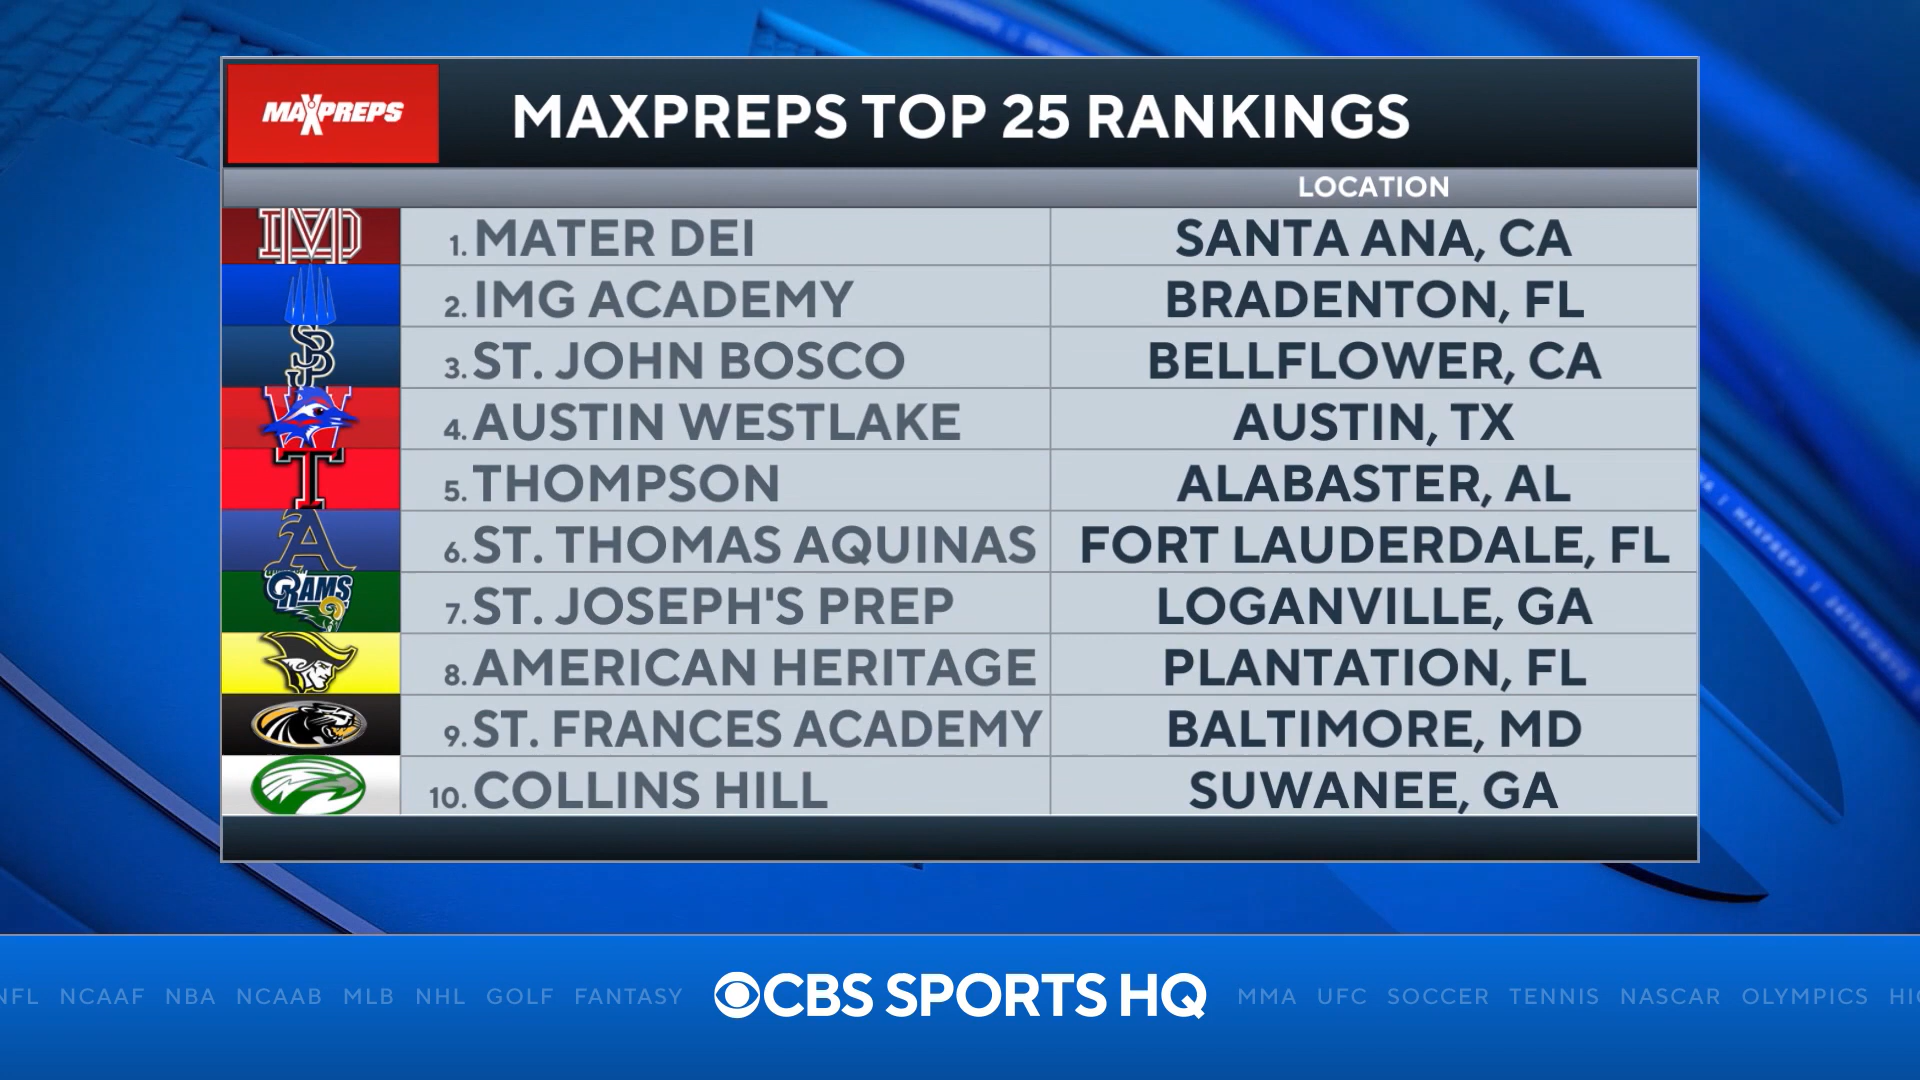 MAXPREPS
MAXPREPS TOP 25 RANKINGS
LOCATION
MD
1. MATER DEI SANTA ANA, CA
2. IMG ACADEMY BRADENTON, FL
SJB
3. ST. JOHN BOSCO BELLFLOWER, CA
W
4. AUSTIN WESTLAKE AUSTIN, TX
T
5. THOMPSON ALABASTER, AL
A
6. ST. THOMAS AQUINAS FORT LAUDERDALE, FL
RAMS
7. ST. JOSEPH'S PREP LOGANVILLE, GA
8. AMERICAN HERITAGE PLANTATION, FL
9. ST. FRANCES ACADEMY BALTIMORE, MD
10. COLLINS HILL SUWANEE, GA
MAXPREPS
NFL NCAAF NBA NCAAB MLB NHL GOLF FANTASY CBS SPORTS HQ MMA UFC SOCCER TENNIS NASCAR OLYMPICS